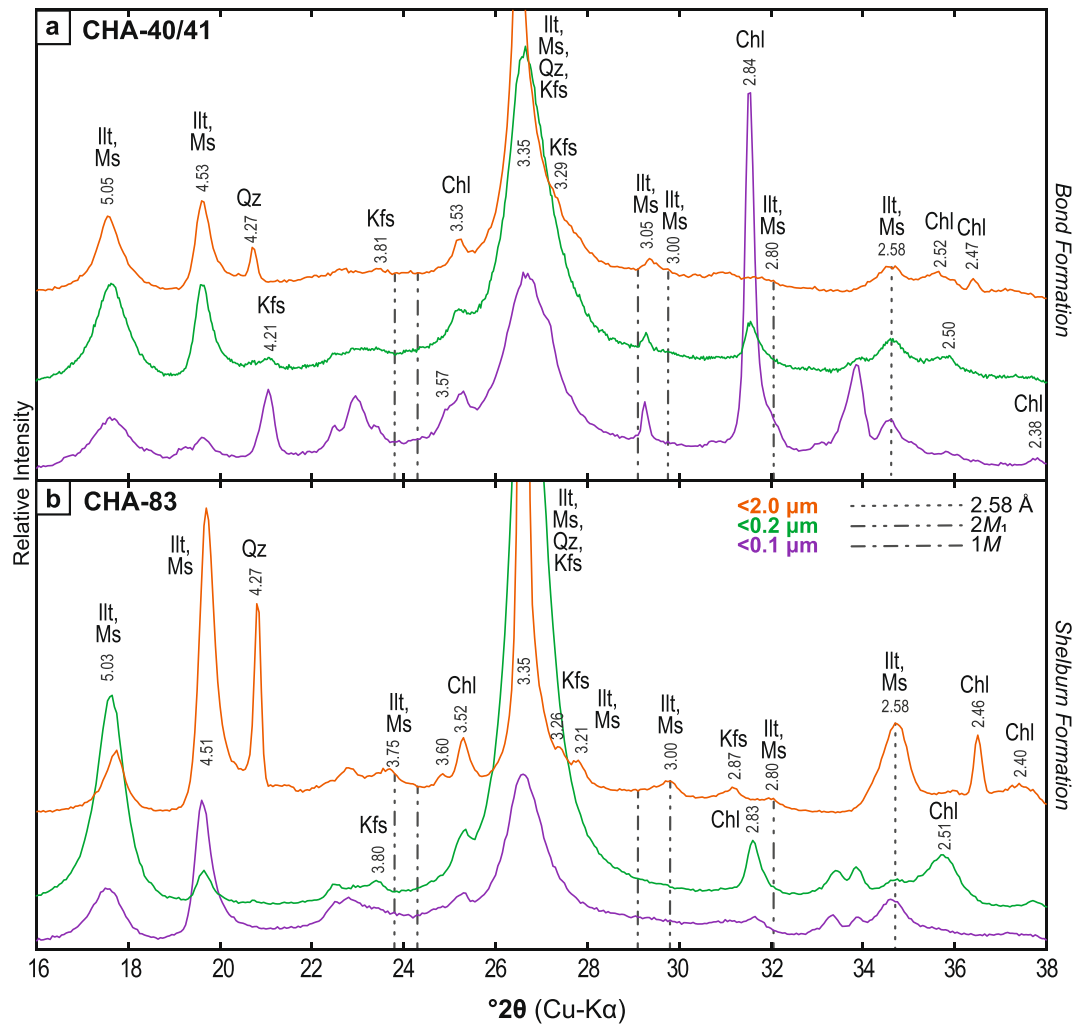 a CHA-40/41
Ilt,
Ms
5.05
Ilt,
Ms
4.53
Qz
4.27
Kfs
4.21
Kfs
3.81
Chl
3.53
3.57
Ilt,
Ms,
Qz,
Kfs
3.35
Kfs
3.29
Ilt,
Ms
3.05
Ilt,
Ms
3.00
Chl
2.84
Ilt,
Ms
2.80
Ilt,
Ms
2.58
Chl
2.52
Chl
2.47
2.50
Chl
2.38
Bond Formation
Relative Intensity
b CHA-83
<2.0 µm
<0.2 µm
<0.1 µm
2.58 Å
2M₁
1M
Ilt,
Ms
5.03
Ilt,
Ms
4.51
Qz
4.27
Kfs
3.80
Ilt,
Ms
3.75
3.60
Chl
3.52
Ilt,
Ms,
Qz,
Kfs
3.35
Kfs
3.26
3.21
Ilt,
Ms
Ilt,
Ms
3.00
Kfs
2.87
Ilt,
Ms
2.80
Chl
2.83
Ilt,
Ms
2.58
Chl
2.51
Chl
2.46
Chl
2.40
Shelburn Formation
16 18 20 22 24 26 28 30 32 34 36 38
°2θ (Cu-Kα)